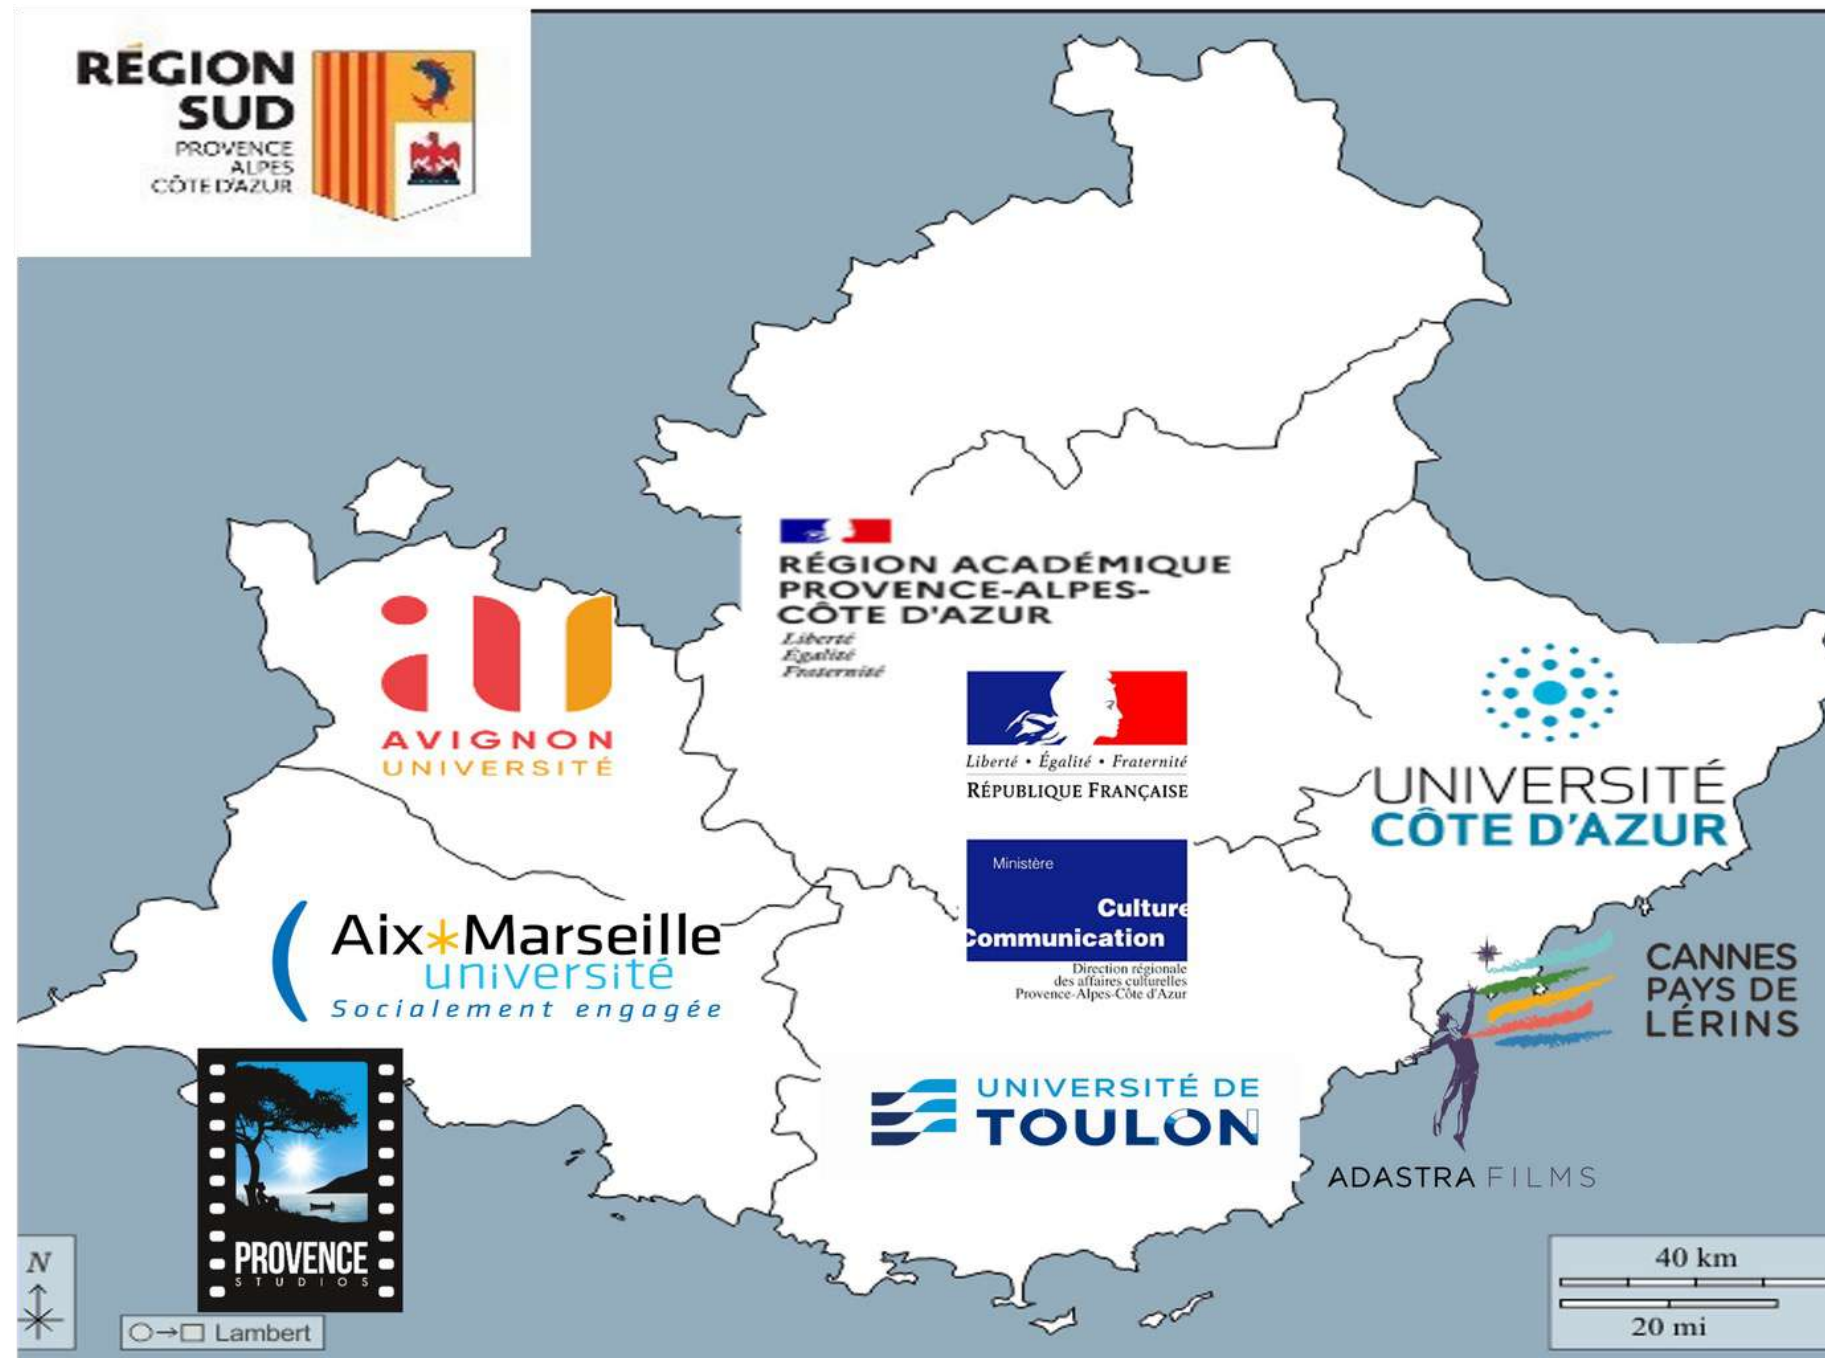 RÉGION
SUD
PROVENCE
ALPES
CÔTE D'AZUR
RÉGION ACADÉMIQUE
PROVENCE-ALPES-
CÔTE D'AZUR
Liberté
Égalité
Fraternité
Liberté • Égalité • Fraternité
RÉPUBLIQUE FRANÇAISE
AVIGNON
UNIVERSITÉ
UNIVERSITÉ
CÔTE D'AZUR
Ministère
Culture
Communication
Direction régionale
des affaires culturelles
Provence-Alpes-Côte d'Azur
Aix*Marseille
université
Socialement engagée
CANNES
PAYS DE
LÉRINS
UNIVERSITÉ DE
TOULON
ADASTRA FILMS
PROVENCE
STUDIOS
N
Lambert
40 km
20 mi